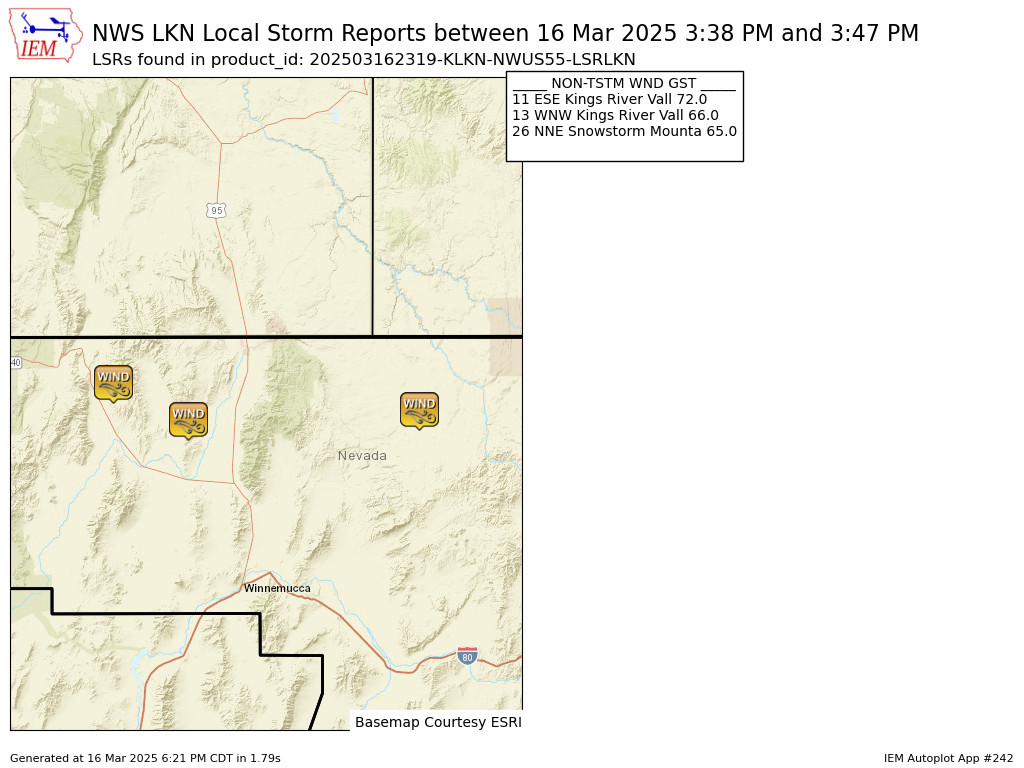 IEM
NWS LKN Local Storm Reports between 16 Mar 2025 3:38 PM and 3:47 PM
LSRs found in product_id: 202503162319-KLKN-NWUS55-LSRLKN
_____ NON-TSTM WND GST _____
11 ESE Kings River Vall 72.0
13 WNW Kings River Vall 66.0
26 NNE Snowstorm Mounta 65.0
95
40
WIND
WIND
WIND
Nevada
Winnemucca
80
Basemap Courtesy ESRI
Generated at 16 Mar 2025 6:21 PM CDT in 1.79s
IEM Autoplot App #242